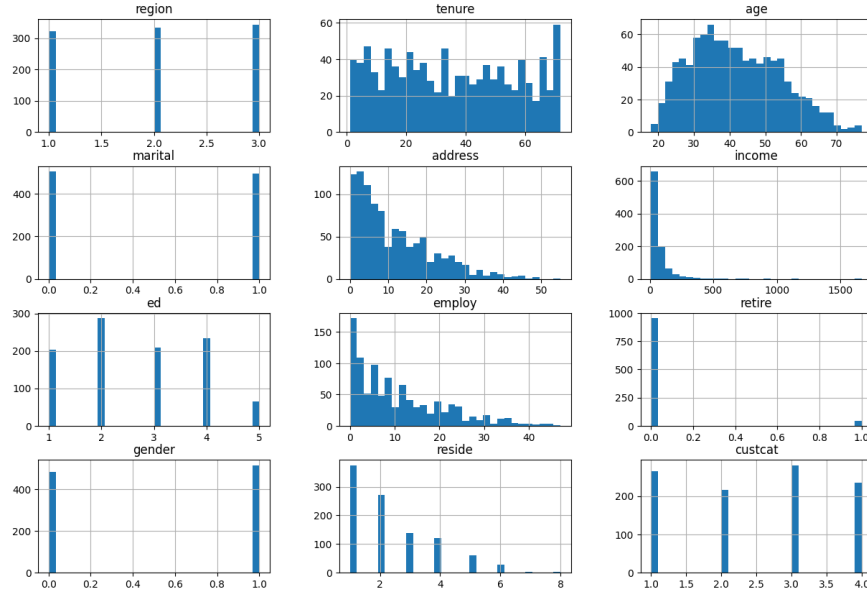 region
300
200
100
0
1.0 1.5 2.0 2.5 3.0
tenure
60
40
20
0
0 20 40 60
age
60
40
20
0
20 30 40 50 60 70
marital
400
200
0
0.0 0.2 0.4 0.6 0.8 1.0
address
100
50
0
0 10 20 30 40 50
income
600
400
200
0
0 500 1000 1500
ed
300
200
100
0
1 2 3 4 5
employ
150
100
50
0
0 10 20 30 40
retire
1000
750
500
250
0
0.0 0.2 0.4 0.6 0.8 1.0
gender
400
200
0
0.0 0.2 0.4 0.6 0.8 1.0
reside
300
200
100
0
2 4 6 8
custcat
200
100
0
1.0 1.5 2.0 2.5 3.0 3.5 4.0